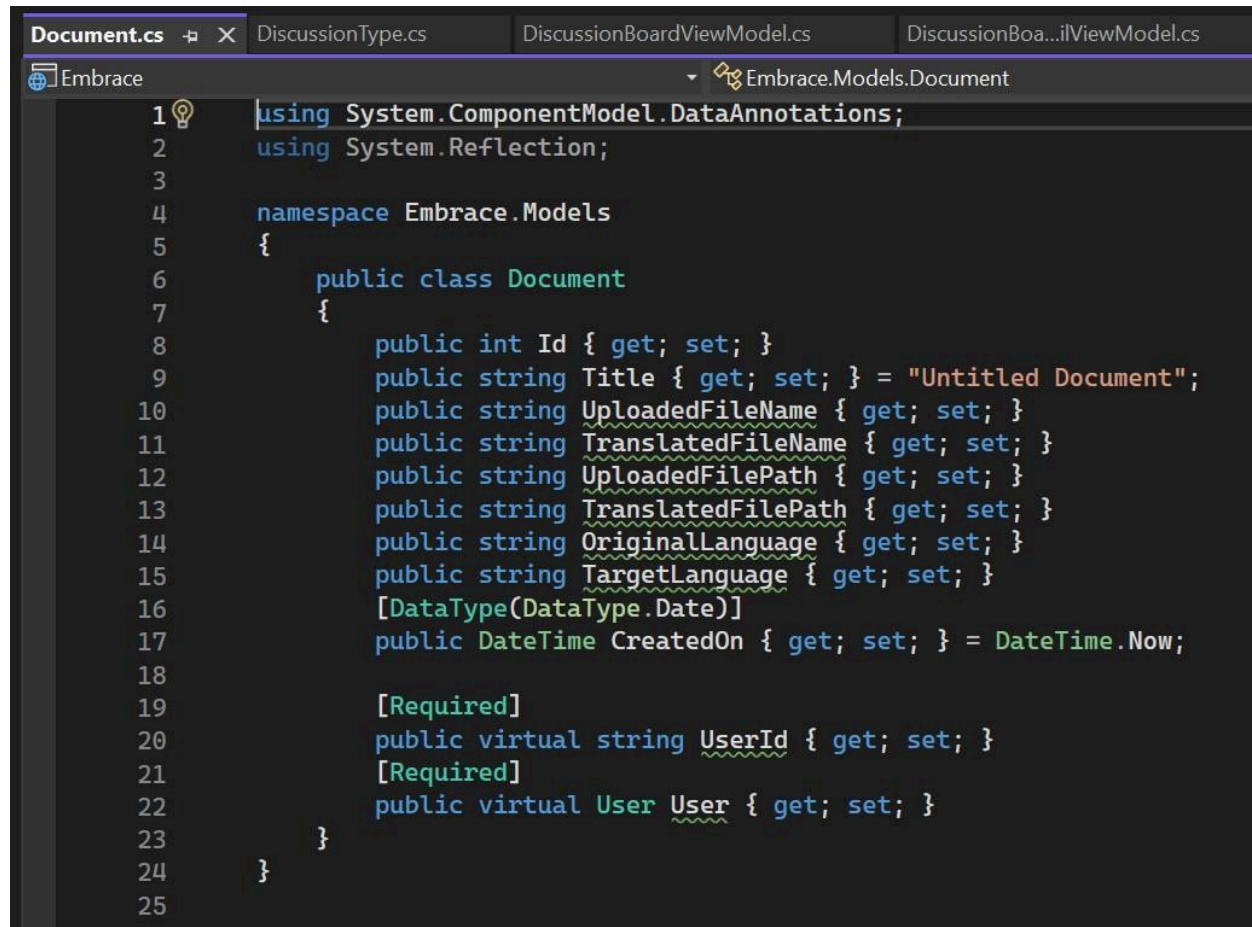 Document.cs DiscussionType.cs DiscussionBoardViewModel.cs DiscussionBoa...ilViewModel.cs
Embrace Embrace.Models.Document
1 using System.ComponentModel.DataAnnotations;
2 using System.Reflection;
3
4 namespace Embrace.Models
5 {
6 public class Document
7 {
8 public int Id { get; set; }
9 public string Title { get; set; } = "Untitled Document";
10 public string UploadedFileName { get; set; }
11 public string TranslatedFileName { get; set; }
12 public string UploadedFilePath { get; set; }
13 public string TranslatedFilePath { get; set; }
14 public string OriginalLanguage { get; set; }
15 public string TargetLanguage { get; set; }
16 [DataType(DataType.Date)]
17 public DateTime CreatedOn { get; set; } = DateTime.Now;
18
19 [Required]
20 public virtual string UserId { get; set; }
21 [Required]
22 public virtual User User { get; set; }
23 }
24 }
25